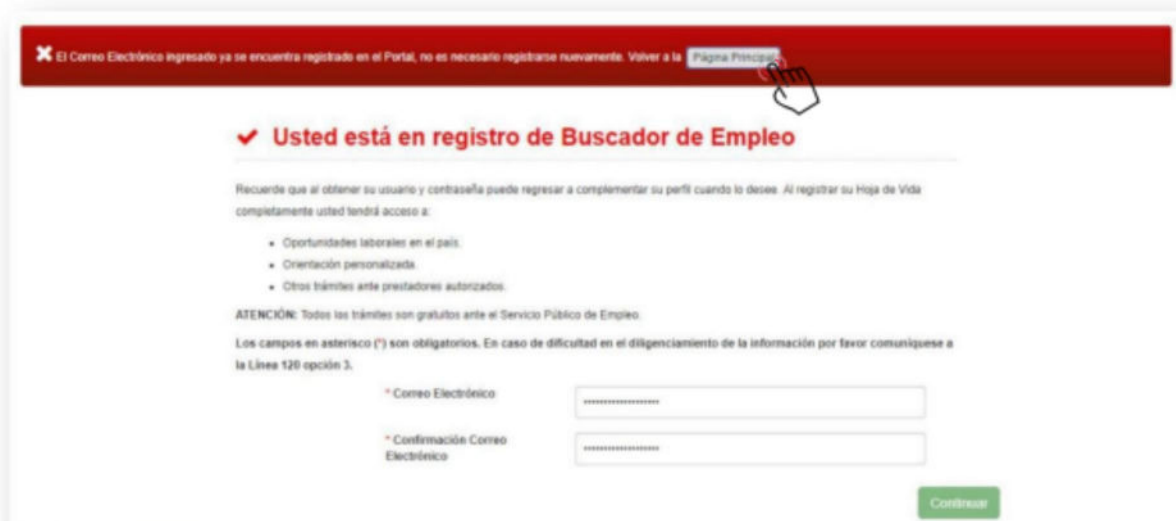 El Correo Electrónico ingresado ya se encuentra registrado en el Portal, no es necesario registrarse nuevamente. Volver a la Página Principal
Usted está en registro de Buscador de Empleo
Recuerde que al obtener su usuario y contraseña puede regresar a complementar su perfil cuando lo desee. Al registrar su Hoja de Vida
completamente usted tendrá acceso a:
• Oportunidades laborales en el país.
• Orientación personalizada.
• Otros trámites ante prestadores autorizados.
ATENCIÓN: Todos los trámites son gratuitos ante el Servicio Público de Empleo.
Los campos en asterisco (*) son obligatorios. En caso de dificultad en el diligenciamiento de la información por favor comuníquese a
la Línea 120 opción 3.
* Correo Electrónico
* Confirmación Correo
Electrónico
Continuar